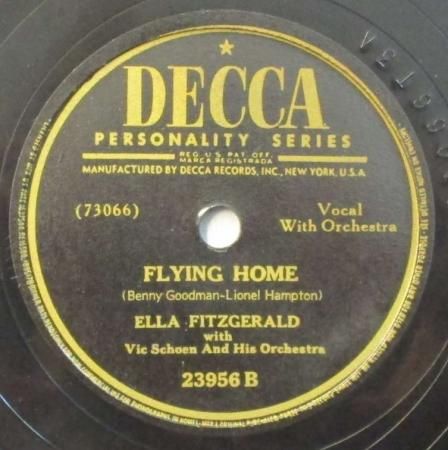 DECCA
PERSONALITY SERIES
REG. U.S. PAT. OFF.
MARCA REGISTRADA
MANUFACTURED BY DECCA RECORDS, INC., NEW YORK, U.S.A.
(73066)
Vocal
With Orchestra
FLYING HOME
(Benny Goodman-Lionel Hampton)
ELLA FITZGERALD
with
Vic Schoen And His Orchestra
23956 B